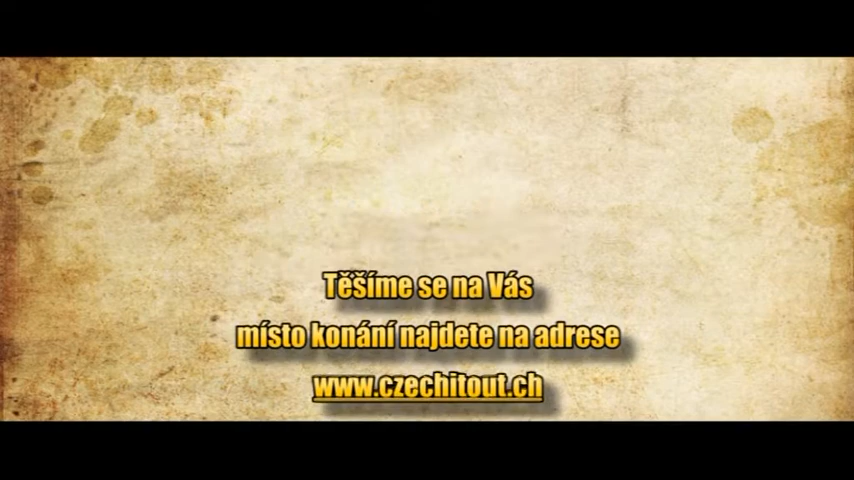 Těšíme se na Vás
místo konání najdete na adrese
www.czechitout.ch